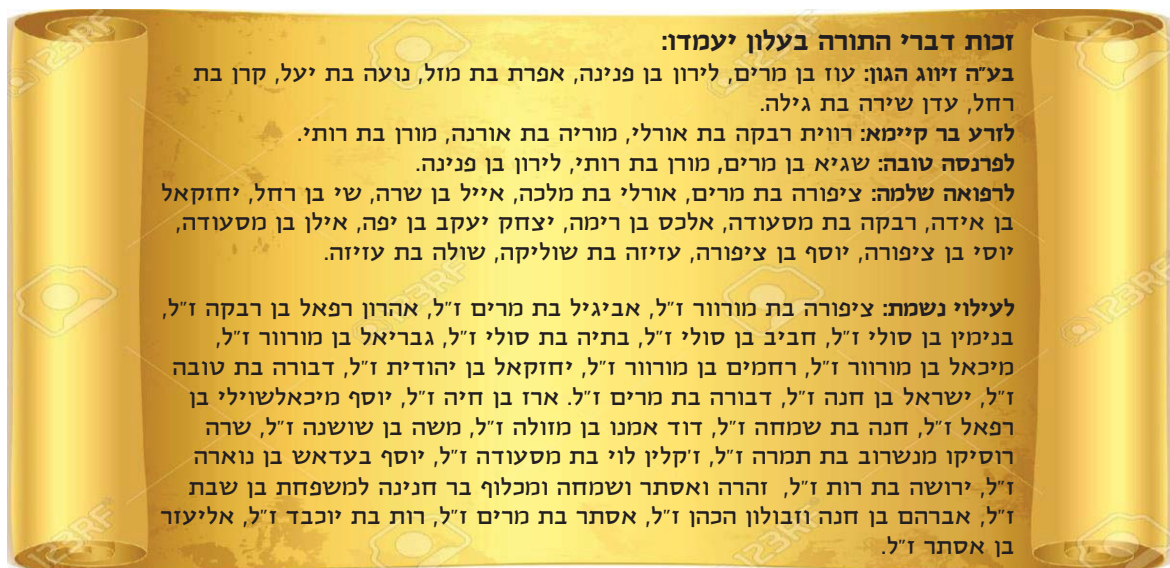 זכות דברי התורה בעלון יעמדו:
בע״ה זיווג הגון: עוז בן מרים, לירון בן פנינה, אפרת בת מזל, נועה בת יעל, קרן בת
רחל, עדן שירה בת גילה.
לזרע בר קיימא: רווית רבקה בת אורלי, מוריה בת אורנה, מורן בת רותי.
לפרנסה טובה: שגיא בן מרים, מורן בת רותי, לירון בן פנינה.
לרפואה שלמה: ציפורה בת מרים, אורלי בת מלכה, אייל בן שרה, שי בן רחל, יחזקאל
בן אידה, רבקה בת מסעודה, אלכס בן רימה, יצחק יעקב בן יפה, אילן בן מסעודה,
יוסי בן ציפורה, יוסף בן ציפורה, עזיזה בת שוליקה, שולה בת עזיזה.
לעילוי נשמת: ציפורה בת מורוור ז״ל, אביגיל בת מרים ז״ל, אהרון רפאל בן רבקה ז״ל,
בנימין בן סולי ז״ל, חביב בן סולי ז״ל, בתיה בת סולי ז״ל, גבריאל בן מורוור ז״ל,
מיכאל בן מורוור ז״ל, רחמים בן מורוור ז״ל, יחזקאל בן יהודית ז״ל, דבורה בת טובה
ז״ל, ישראל בן חנה ז״ל, דבורה בת מרים ז״ל. ארז בן חיה ז״ל, יוסף מיכאלשוילי בן
רפאל ז״ל, חנה בת שמחה ז״ל, דוד אמנו בן מזולה ז״ל, משה בן שושנה ז״ל, שרה
רוסיקו מנשרוב בת תמרה ז״ל, ז'קלין לוי בת מסעודה ז״ל, יוסף בעדאש בן נוארה
ז״ל, ירושה בת רות ז״ל, זהרה ואסתר ושמחה ומכלוף בר חנינה למשפחת בן שבת
ז״ל, אברהם בן חנה וזבולון הכהן ז״ל, אסתר בת מרים ז״ל, רות בת יוכבד ז״ל, אליעזר
בן אסתר ז״ל.
123RF